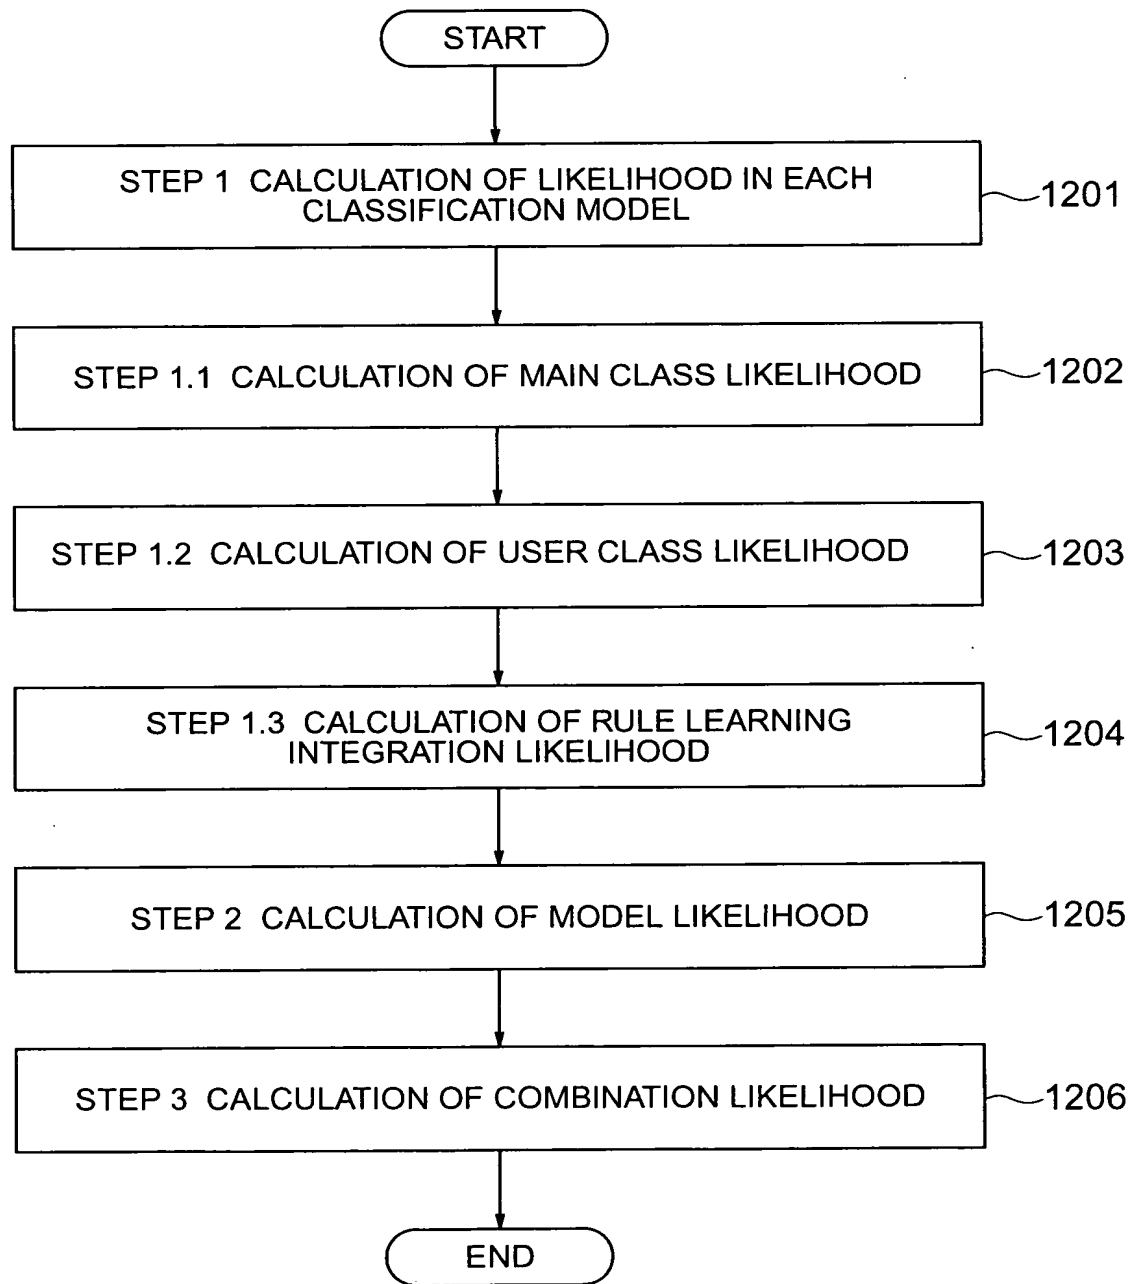 START
STEP 1 CALCULATION OF LIKELIHOOD IN EACH
CLASSIFICATION MODEL
1201
STEP 1.1 CALCULATION OF MAIN CLASS LIKELIHOOD
1202
STEP 1.2 CALCULATION OF USER CLASS LIKELIHOOD
1203
STEP 1.3 CALCULATION OF RULE LEARNING
INTEGRATION LIKELIHOOD
1204
STEP 2 CALCULATION OF MODEL LIKELIHOOD
1205
STEP 3 CALCULATION OF COMBINATION LIKELIHOOD
1206
END